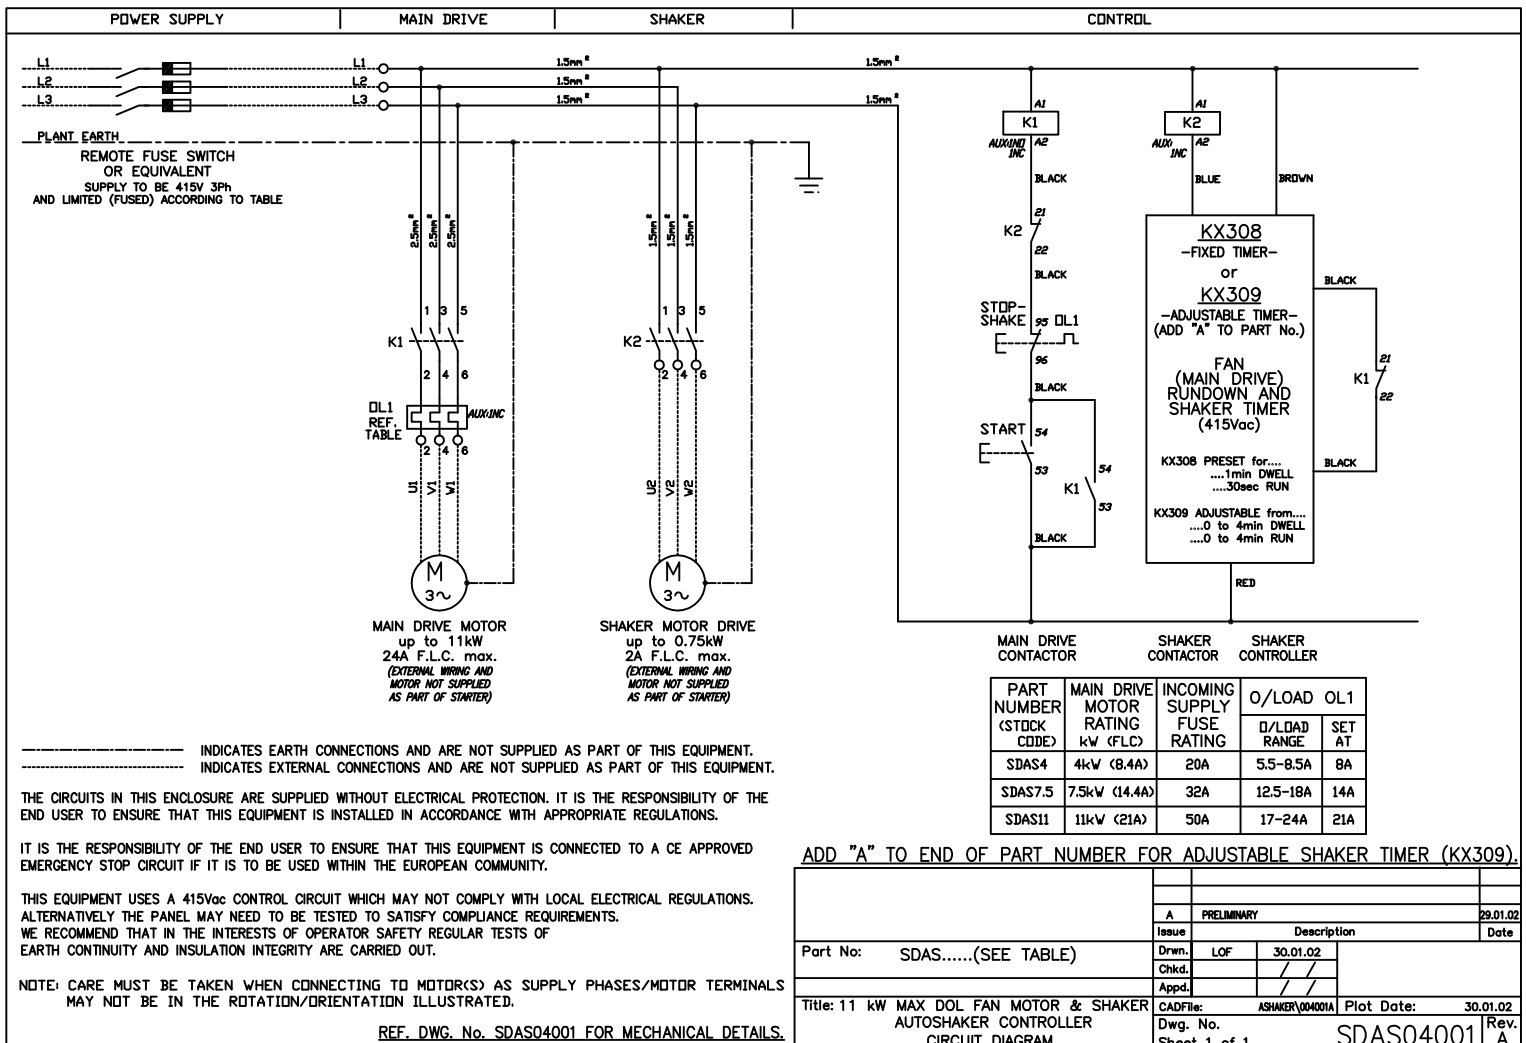 POWER SUPPLY
MAIN DRIVE
SHAKER
CONTROL
L1
L2
L3
L1
L2
L3
1.5mm²
1.5mm²
1.5mm²
1.5mm²
1.5mm²
PLANT EARTH
REMOTE FUSE SWITCH
OR EQUIVALENT
SUPPLY TO BE 415V 3Ph
AND LIMITED (FUSED) ACCORDING TO TABLE
2.5mm²
2.5mm²
2.5mm²
1.5mm²
1.5mm²
1.5mm²
1 3 5
K1
2 4 6
OL1
REF.
TABLE
AUX:1NC
2 4 6
U1
V1
W1
M
3~
MAIN DRIVE MOTOR
up to 11kW
24A F.L.C. max.
(EXTERNAL WIRING AND
MOTOR NOT SUPPLIED
AS PART OF STARTER)
1 3 5
K2
2 4 6
U2
V2
W2
M
3~
SHAKER MOTOR DRIVE
up to 0.75kW
2A F.L.C. max.
(EXTERNAL WIRING AND
MOTOR NOT SUPPLIED
AS PART OF STARTER)
A1
K1
AUX:1NO
1NC
A2
BLACK
21
K2
22
BLACK
STOP-
SHAKE
95 OL1
96
BLACK
START
54
53
54
K1
53
BLACK
MAIN DRIVE
CONTACTOR
A1
K2
AUX:
1NC
A2
BLUE
BROWN
KX308
-FIXED TIMER-
or
KX309
-ADJUSTABLE TIMER-
(ADD "A" TO PART No.)
FAN
(MAIN DRIVE)
RUNDOWN AND
SHAKER TIMER
(415Vac)
KX308 PRESET for....
....1min DWELL
....30sec RUN
KX309 ADJUSTABLE from....
....0 to 4min DWELL
....0 to 4min RUN
BLACK
21
K1
22
BLACK
RED
SHAKER
CONTACTOR
SHAKER
CONTROLLER
PART NUMBER (STOCK CODE)
MAIN DRIVE MOTOR RATING kW (FLC)
INCOMING SUPPLY FUSE RATING
O/LOAD OL1
O/LOAD RANGE
SET AT
SDAS4 4kW (8.4A) 20A 5.5-8.5A 8A
SDAS7.5 7.5kW (14.4A) 32A 12.5-18A 14A
SDAS11 11kW (21A) 50A 17-24A 21A
ADD "A" TO END OF PART NUMBER FOR ADJUSTABLE SHAKER TIMER (KX309).
INDICATES EARTH CONNECTIONS AND ARE NOT SUPPLIED AS PART OF THIS EQUIPMENT.
INDICATES EXTERNAL CONNECTIONS AND ARE NOT SUPPLIED AS PART OF THIS EQUIPMENT.
THE CIRCUITS IN THIS ENCLOSURE ARE SUPPLIED WITHOUT ELECTRICAL PROTECTION. IT IS THE RESPONSIBILITY OF THE
END USER TO ENSURE THAT THIS EQUIPMENT IS INSTALLED IN ACCORDANCE WITH APPROPRIATE REGULATIONS.
IT IS THE RESPONSIBILITY OF THE END USER TO ENSURE THAT THIS EQUIPMENT IS CONNECTED TO A CE APPROVED
EMERGENCY STOP CIRCUIT IF IT IS TO BE USED WITHIN THE EUROPEAN COMMUNITY.
THIS EQUIPMENT USES A 415Vac CONTROL CIRCUIT WHICH MAY NOT COMPLY WITH LOCAL ELECTRICAL REGULATIONS.
ALTERNATIVELY THE PANEL MAY NEED TO BE TESTED TO SATISFY COMPLIANCE REQUIREMENTS.
WE RECOMMEND THAT IN THE INTERESTS OF OPERATOR SAFETY REGULAR TESTS OF
EARTH CONTINUITY AND INSULATION INTEGRITY ARE CARRIED OUT.
NOTE: CARE MUST BE TAKEN WHEN CONNECTING TO MOTOR(S) AS SUPPLY PHASES/MOTOR TERMINALS
MAY NOT BE IN THE ROTATION/ORIENTATION ILLUSTRATED.
REF. DWG. No. SDAS04001 FOR MECHANICAL DETAILS.
A PRELIMINARY 29.01.02
Issue Description Date
Part No: SDAS......(SEE TABLE)
Drwn. LOF 30.01.02
Chkd. / /
Appd. / /
Title: 11 kW MAX DOL FAN MOTOR & SHAKER
AUTOSHAKER CONTROLLER
CIRCUIT DIAGRAM
CADFile: ASHAKER\004001A Plot Date: 30.01.02
Dwg. No.
Sheet 1 of 1
SDAS04001
Rev.
A